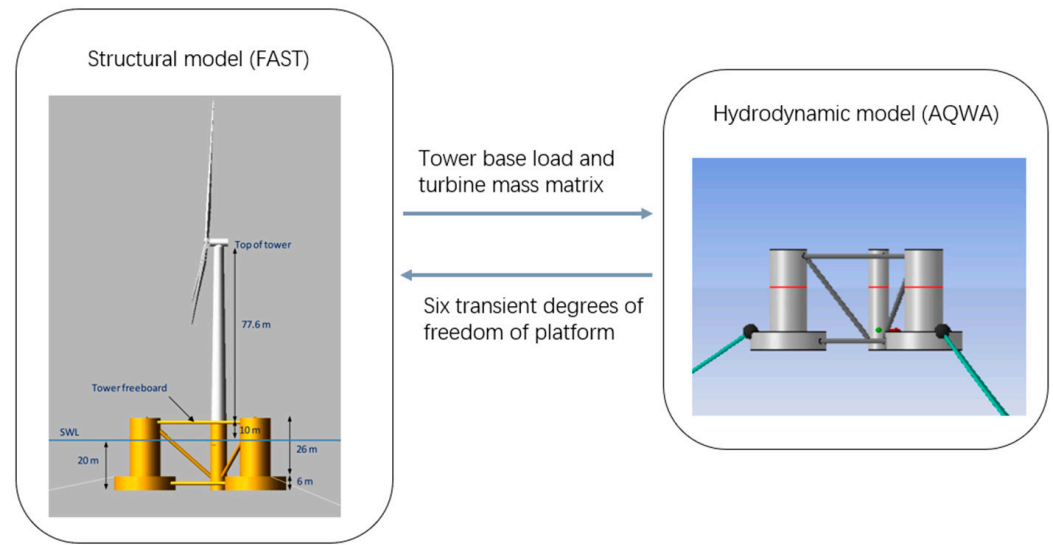 Structural model (FAST)
Top of tower
77.6 m
Tower freeboard
10 m
SWL
26 m
20 m
6 m
Tower base load and
turbine mass matrix
Six transient degrees of
freedom of platform
Hydrodynamic model (AQWA)